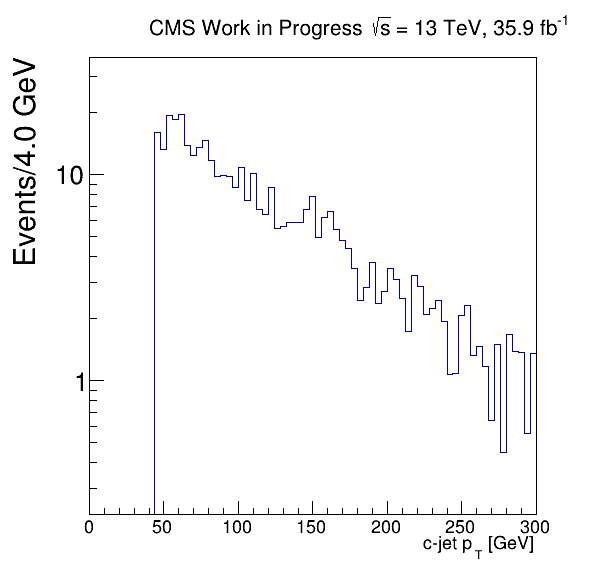 CMS Work in Progress √s = 13 TeV, 35.9 fb⁻¹
Events/4.0 GeV
10
1
0 50 100 150 200 250 300
c-jet p_T [GeV]